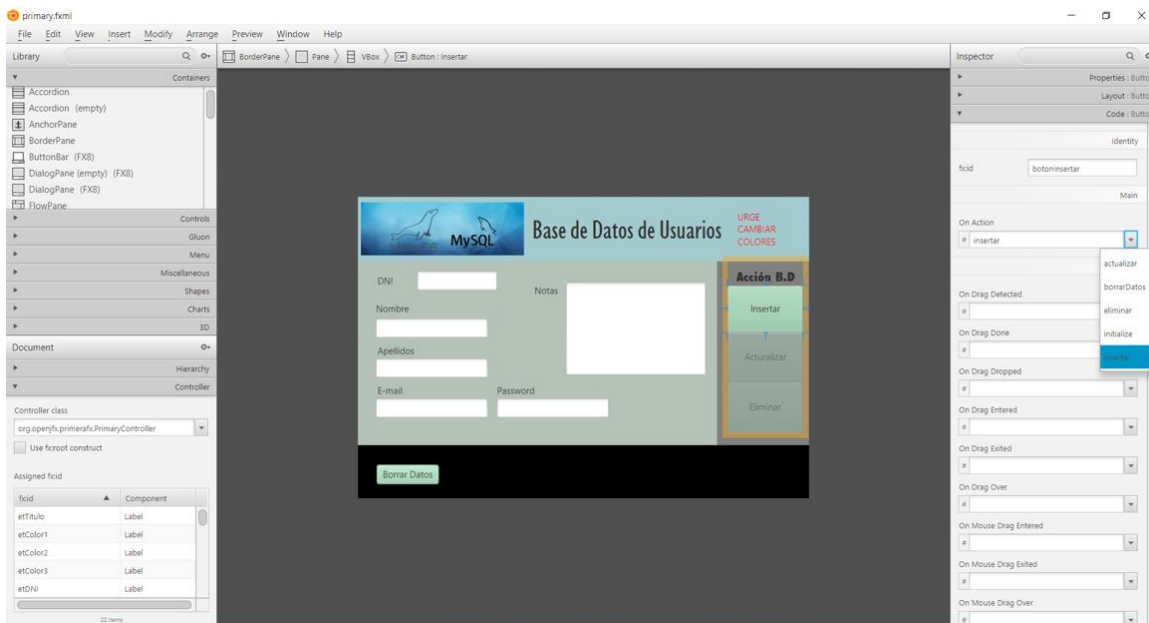 primary.fxml
File Edit View Insert Modify Arrange Preview Window Help
Library
BorderPane Pane VBox OK Button : Insertar
Containers
Accordion
Accordion (empty)
AnchorPane
BorderPane
ButtonBar (FX8)
DialogPane (empty) (FX8)
DialogPane (FX8)
FlowPane
Controls
Gluon
Menu
Miscellaneous
Shapes
Charts
3D
Document
Hierarchy
Controller
Controller class
org.openjfx.primerafx.PrimaryController
Use fx:root construct
Assigned fx:id
fx:id Component
etTitulo Label
etColor1 Label
etColor2 Label
etColor3 Label
etDNI Label
22 items
MySQL
Base de Datos de Usuarios
URGE
CAMBIAR
COLORES
DNI
Notas
Nombre
Apellidos
E-mail Password
Acción B.D
Insertar
Acturalizar
Eliminar
Borrar Datos
Inspector
Properties : Butto
Layout : Butto
Code : Butto
Identity
fx:id botoninsertar
Main
On Action
# insertar
actualizar
borrarDatos
eliminar
initialize
insertar
On Drag Detected
#
On Drag Done
#
On Drag Dropped
#
On Drag Entered
#
On Drag Exited
#
On Drag Over
#
On Mouse Drag Entered
#
On Mouse Drag Exited
#
On Mouse Drag Over
#